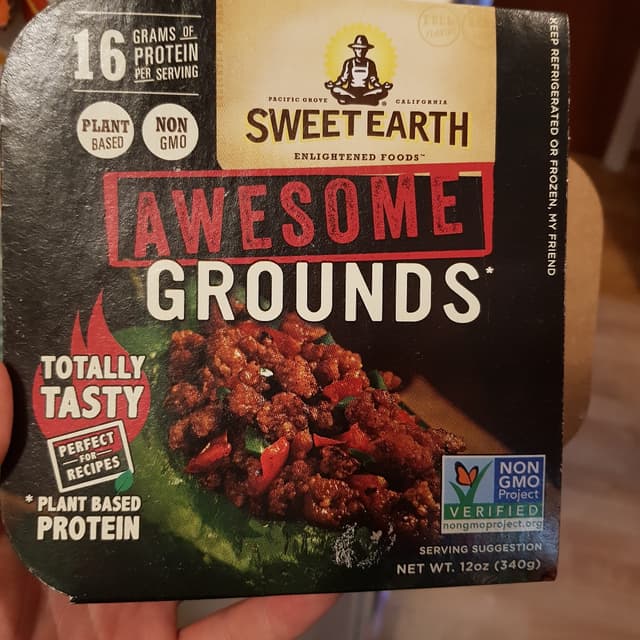 16 GRAMS OF
PROTEIN
PER SERVING
PLANT
BASED
NON
GMO
PACIFIC GROVE CALIFORNIA
SWEET EARTH
ENLIGHTENED FOODS™
KEEP REFRIGERATED OR FROZEN, MY FRIEND
AWESOME
GROUNDS*
TOTALLY
TASTY
PERFECT
FOR
RECIPES
* PLANT BASED
PROTEIN
NON
GMO
Project
VERIFIED
nongmoproject.org
SERVING SUGGESTION
NET WT. 12oz (340g)